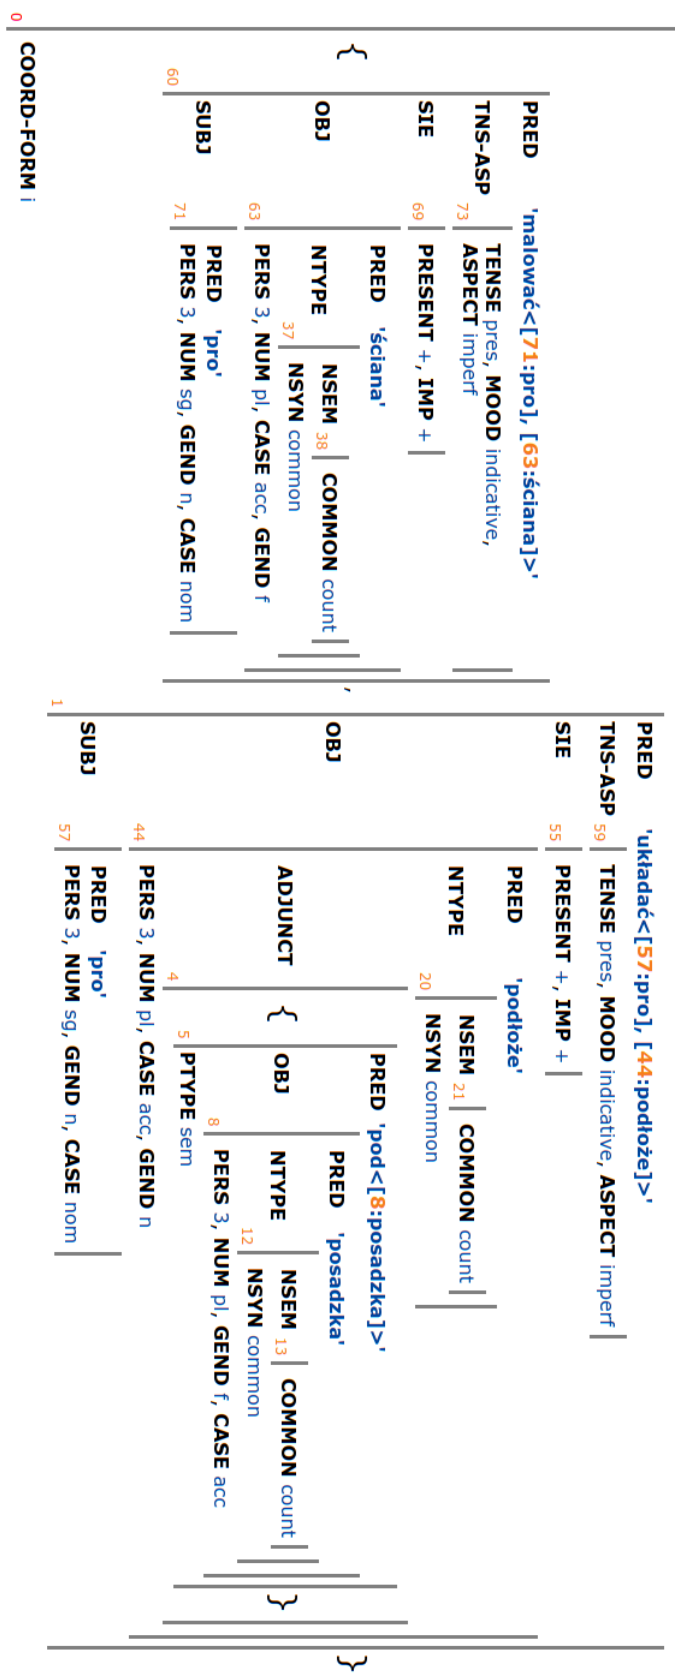 PRED 'malować<[71:pro], [63:ściana]>'
TNS-ASP 73 TENSE pres, MOOD indicative,
ASPECT imperf
SIE 69 PRESENT +, IMP +
PRED 'ściana'
OBJ NTYPE 37 NSEM 38 COMMON count
NSYN common
63 PERS 3, NUM pl, CASE acc, GEND f
SUBJ PRED 'pro'
71 PERS 3, NUM sg, GEND n, CASE nom
60
{ ,
PRED 'układać<[57:pro], [44:podłoże]>'
TNS-ASP 59 TENSE pres, MOOD indicative, ASPECT imperf
SIE 55 PRESENT +, IMP +
PRED 'podłoże'
NTYPE 20 NSEM 21 COMMON count
NSYN common
OBJ ADJUNCT 4 {
PRED 'pod<[8:posadzka]>'
PRED 'posadzka'
OBJ NTYPE 12 NSEM 13 COMMON count
NSYN common
8 PERS 3, NUM pl, GEND f, CASE acc
5 PTYPE sem
}
44 PERS 3, NUM pl, CASE acc, GEND n
SUBJ PRED 'pro'
57 PERS 3, NUM sg, GEND n, CASE nom
1
}
0 COORD-FORM i